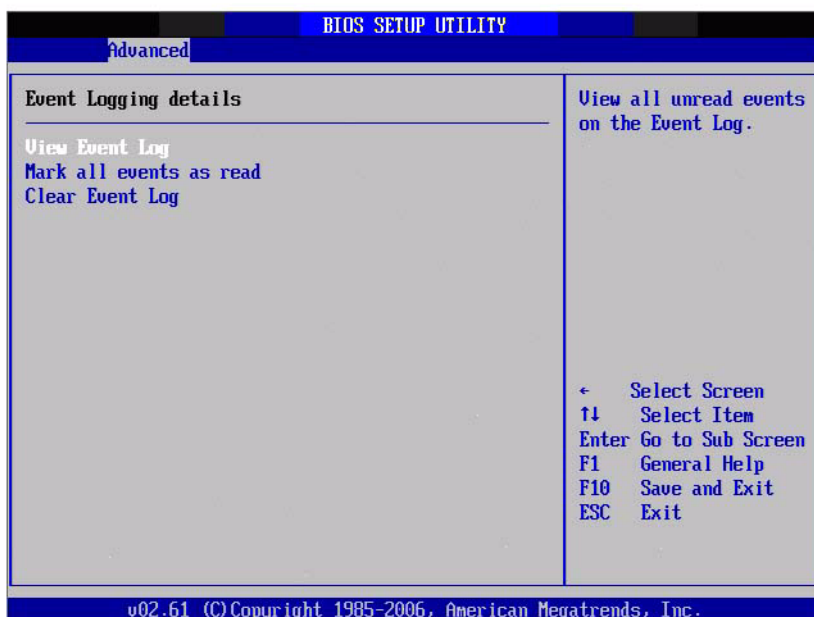 BIOS SETUP UTILITY
Advanced
Event Logging details
View Event Log
Mark all events as read
Clear Event Log
View all unread events
on the Event Log.
← Select Screen
↑↓ Select Item
Enter Go to Sub Screen
F1 General Help
F10 Save and Exit
ESC Exit
v02.61 (C)Copyright 1985-2006, American Megatrends, Inc.